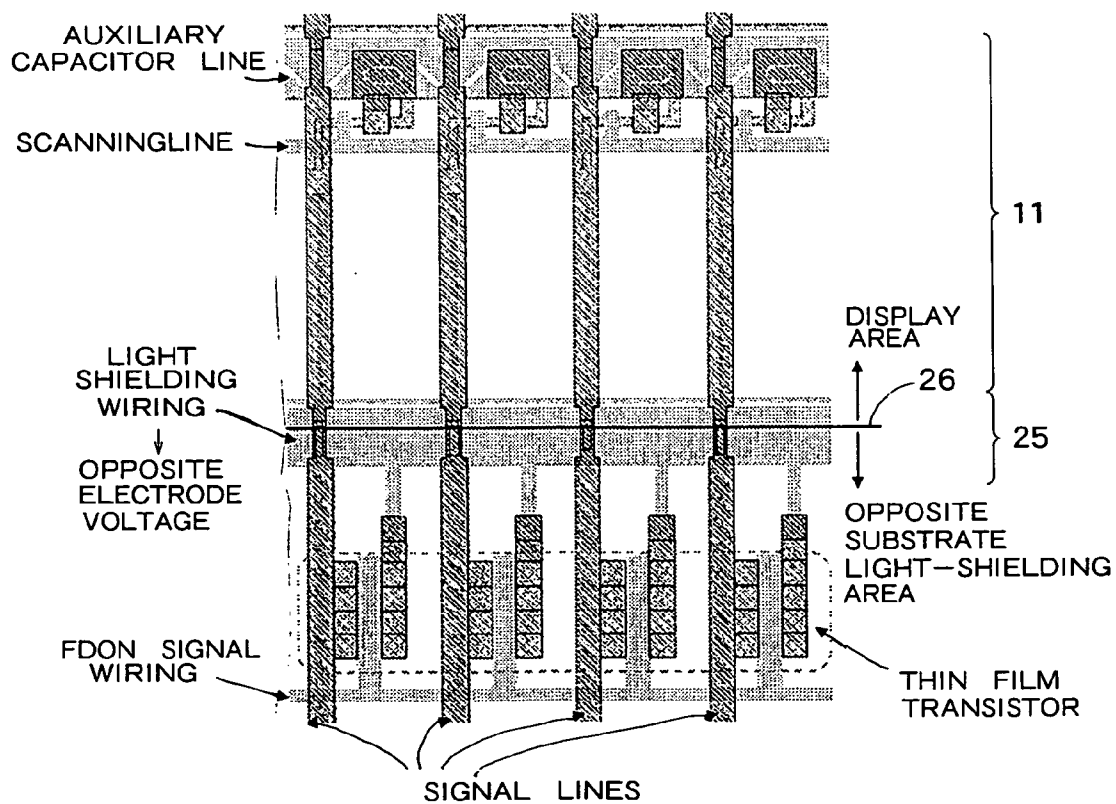 AUXILIARY
CAPACITOR LINE
SCANNINGLINE
11
DISPLAY
AREA
26
LIGHT
SHIELDING
WIRING
25
OPPOSITE
ELECTRODE
VOLTAGE
OPPOSITE
SUBSTRATE
LIGHT-SHIELDING
AREA
FDON SIGNAL
WIRING
THIN FILM
TRANSISTOR
SIGNAL LINES